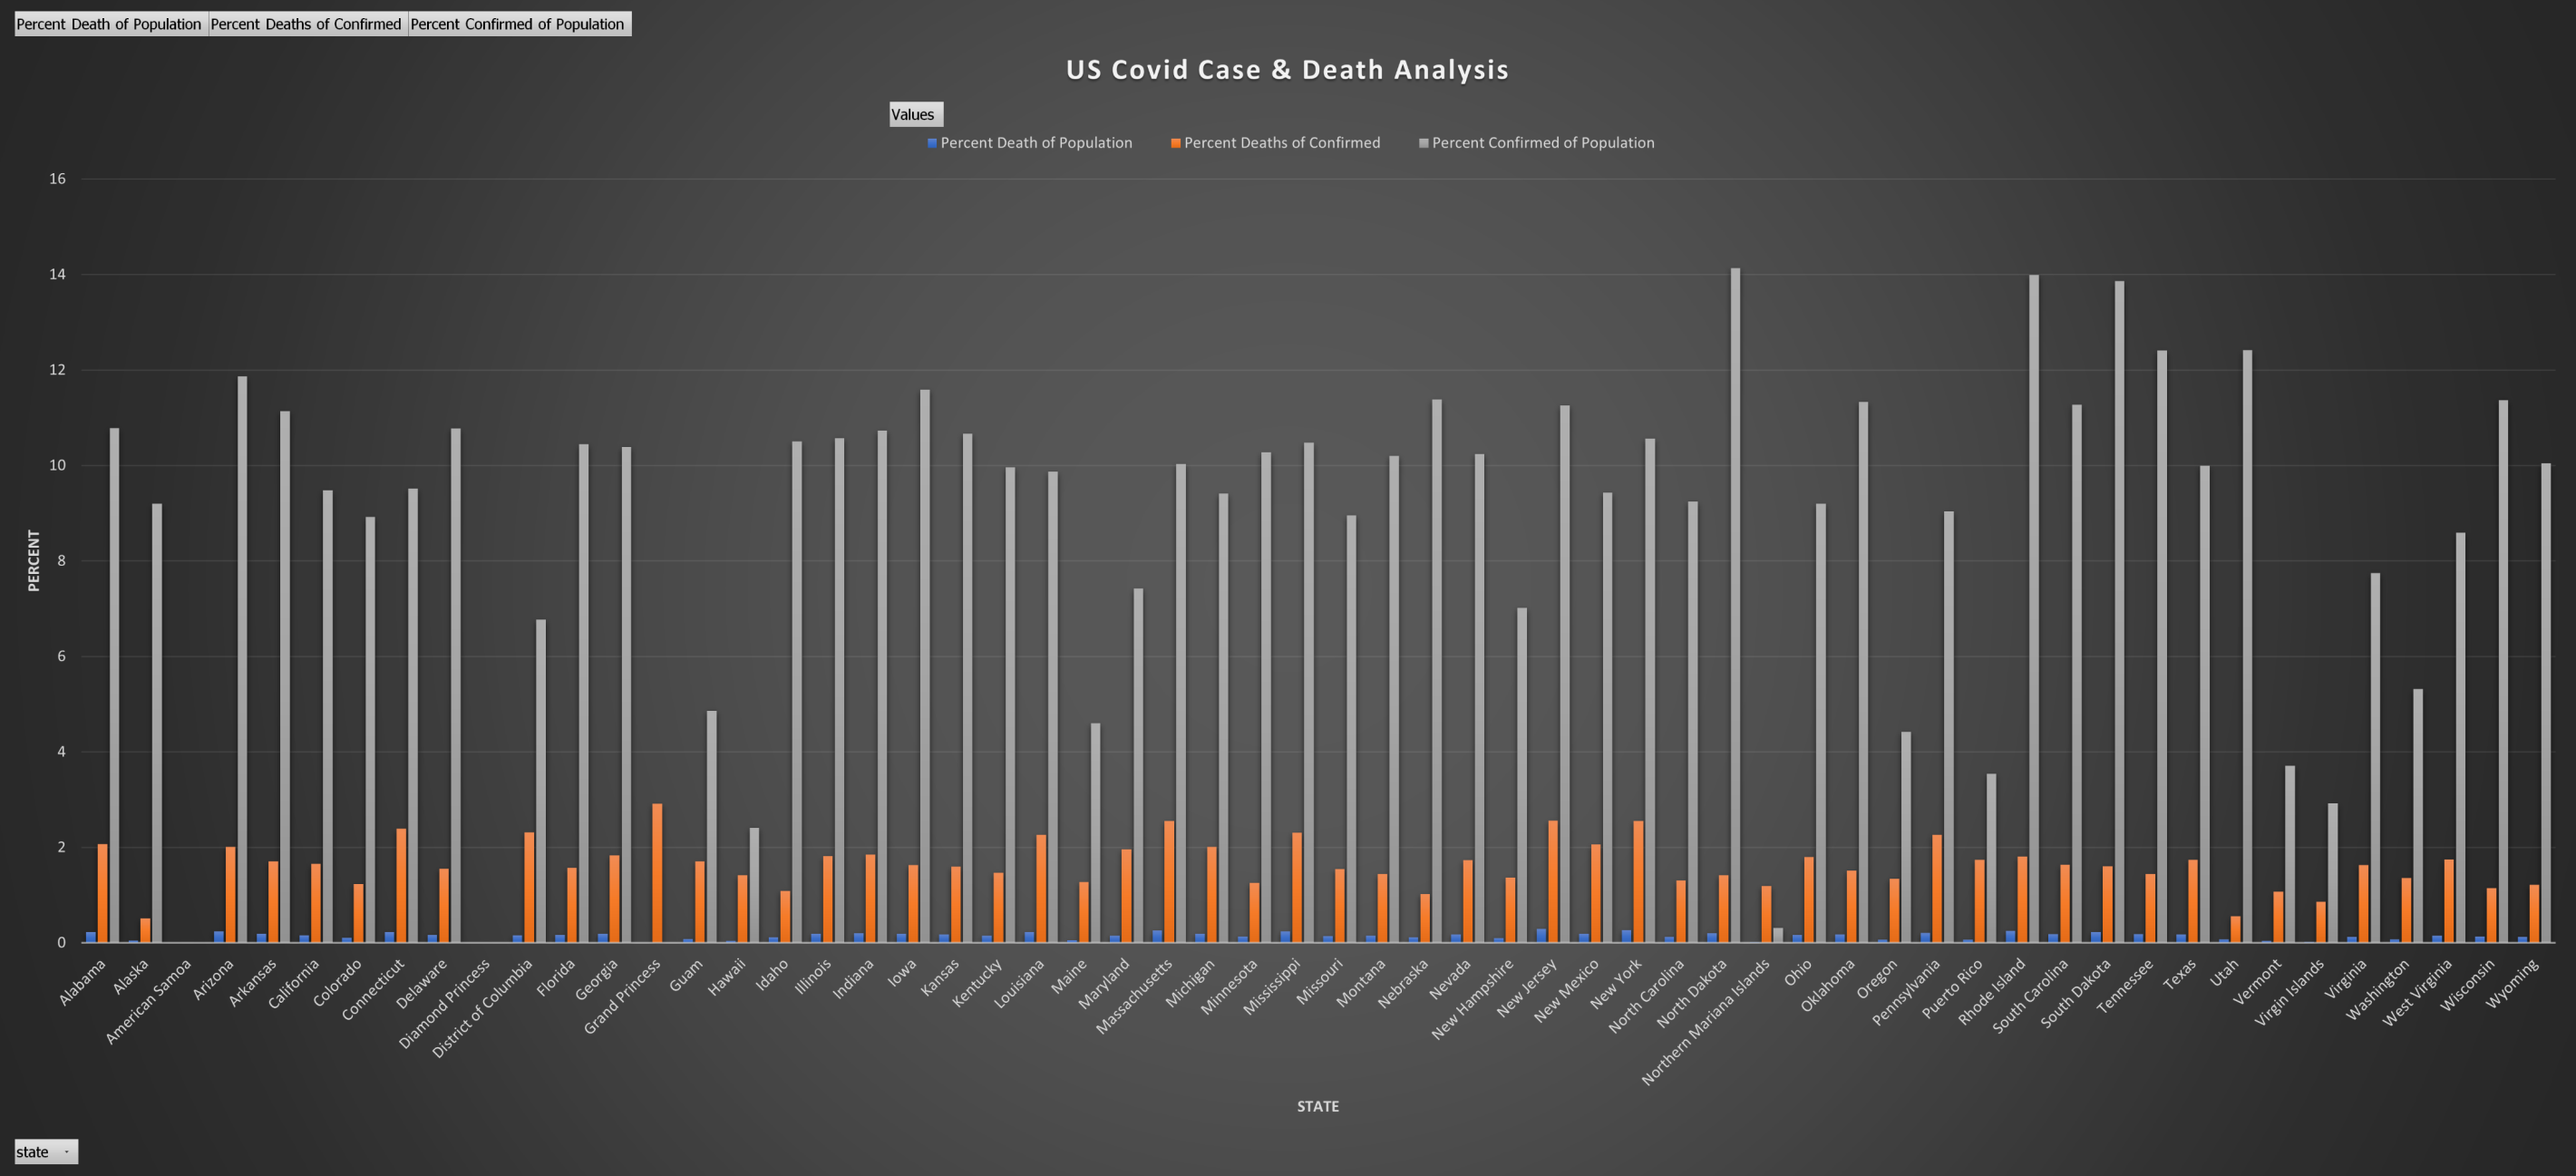 Percent Death of Population Percent Deaths of Confirmed Percent Confirmed of Population
US Covid Case & Death Analysis
Values
Percent Death of Population Percent Deaths of Confirmed Percent Confirmed of Population
16
14
12
10
8
6
4
2
0
PERCENT
Alabama
Alaska
American Samoa
Arizona
Arkansas
California
Colorado
Connecticut
Delaware
Diamond Princess
District of Columbia
Florida
Georgia
Grand Princess
Guam
Hawaii
Idaho
Illinois
Indiana
Iowa
Kansas
Kentucky
Louisiana
Maine
Maryland
Massachusetts
Michigan
Minnesota
Mississippi
Missouri
Montana
Nebraska
Nevada
New Hampshire
New Jersey
New Mexico
New York
North Carolina
North Dakota
Northern Mariana Islands
Ohio
Oklahoma
Oregon
Pennsylvania
Puerto Rico
Rhode Island
South Carolina
South Dakota
Tennessee
Texas
Utah
Vermont
Virgin Islands
Virginia
Washington
West Virginia
Wisconsin
Wyoming
STATE
state